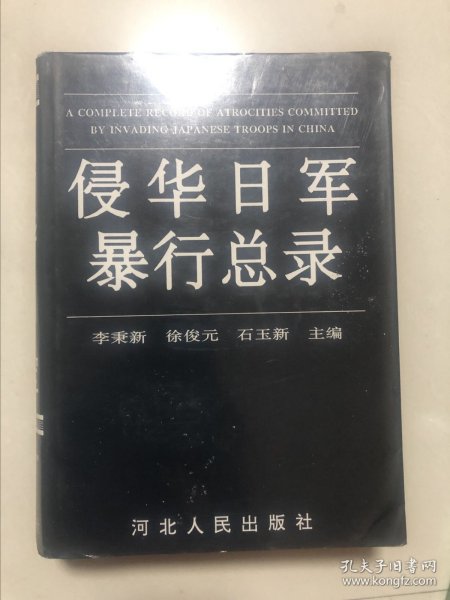 A COMPLETE RECORD OF ATROCITIES COMMITTED
BY INVADING JAPANESE TROOPS IN CHINA
侵华日军
暴行总录
李秉新 徐俊元 石玉新 主编
河北人民出版社
孔夫子旧书网
www.kongfz.com